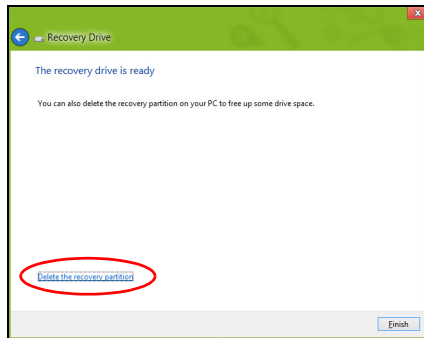 Recovery Drive
The recovery drive is ready
You can also delete the recovery partition on your PC to free up some drive space.
Delete the recovery partition
Finish